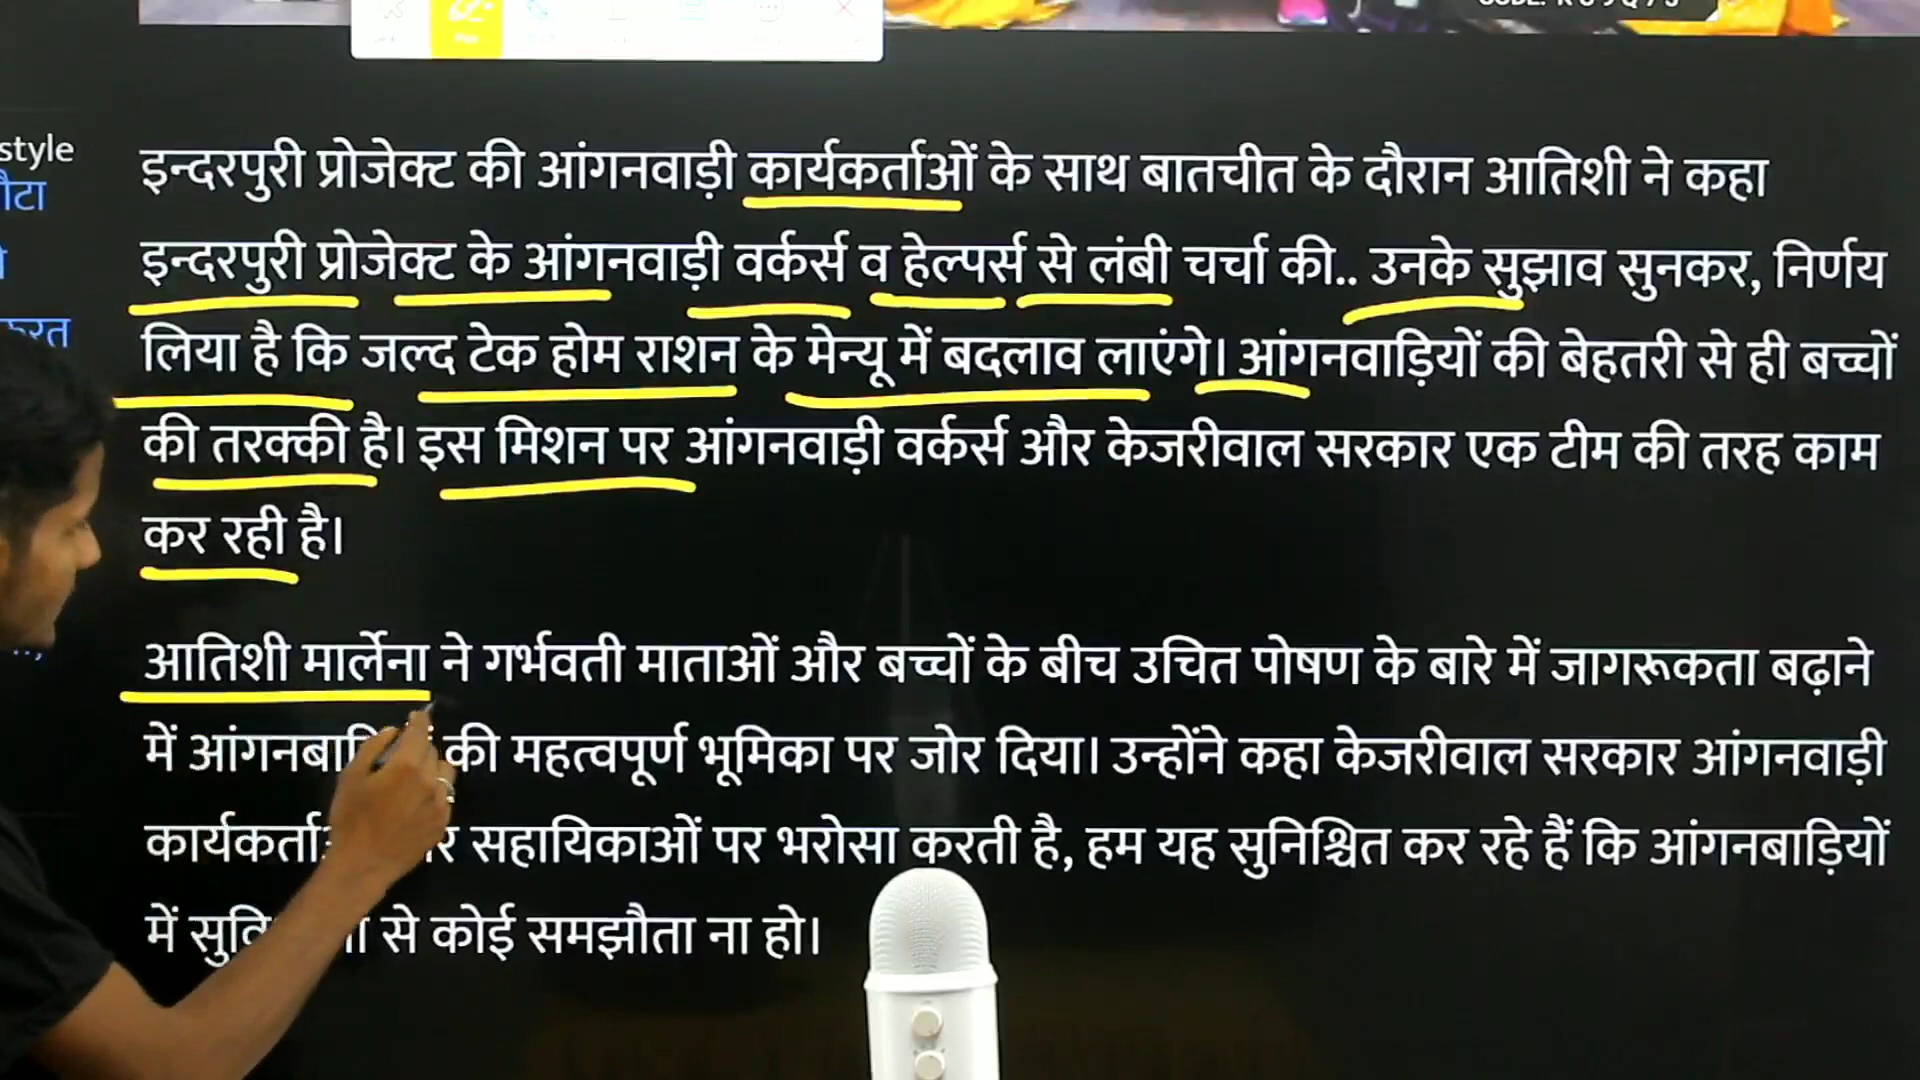 style
इन्दरपुरी प्रोजेक्ट की आंगनवाड़ी कार्यकर्ताओं के साथ बातचीत के दौरान आतिशी ने कहा
इन्दरपुरी प्रोजेक्ट के आंगनवाड़ी वर्कर्स व हेल्पर्स से लंबी चर्चा की.. उनके सुझाव सुनकर, निर्णय
लिया है कि जल्द टेक होम राशन के मेन्यू में बदलाव लाएंगे। आंगनवाड़ियों की बेहतरी से ही बच्चों
की तरक्की है। इस मिशन पर आंगनवाड़ी वर्कर्स और केजरीवाल सरकार एक टीम की तरह काम
कर रही है।
आतिशी मार्लेना ने गर्भवती माताओं और बच्चों के बीच उचित पोषण के बारे में जागरूकता बढ़ाने
में की महत्वपूर्ण भूमिका पर जोर दिया। उन्होंने कहा केजरीवाल सरकार आंगनवाड़ी
सहायिकाओं पर भरोसा करती है, हम यह सुनिश्चित कर रहे हैं कि आंगनबाड़ियों
में से कोई समझौता ना हो।